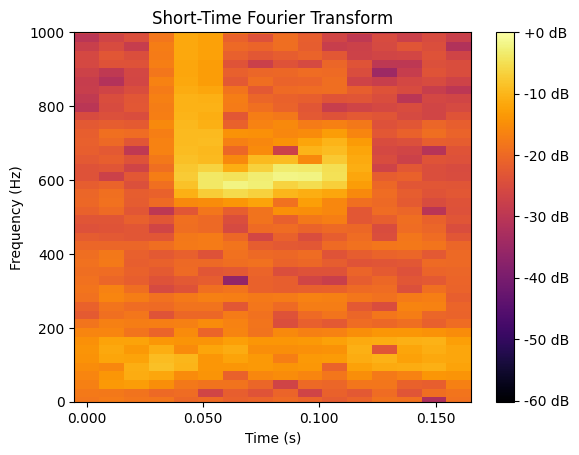 Short-Time Fourier Transform
1000
800
600
400
200
0
Frequency (Hz)
0.000
0.050
0.100
0.150
Time (s)
+0 dB
-10 dB
-20 dB
-30 dB
-40 dB
-50 dB
-60 dB